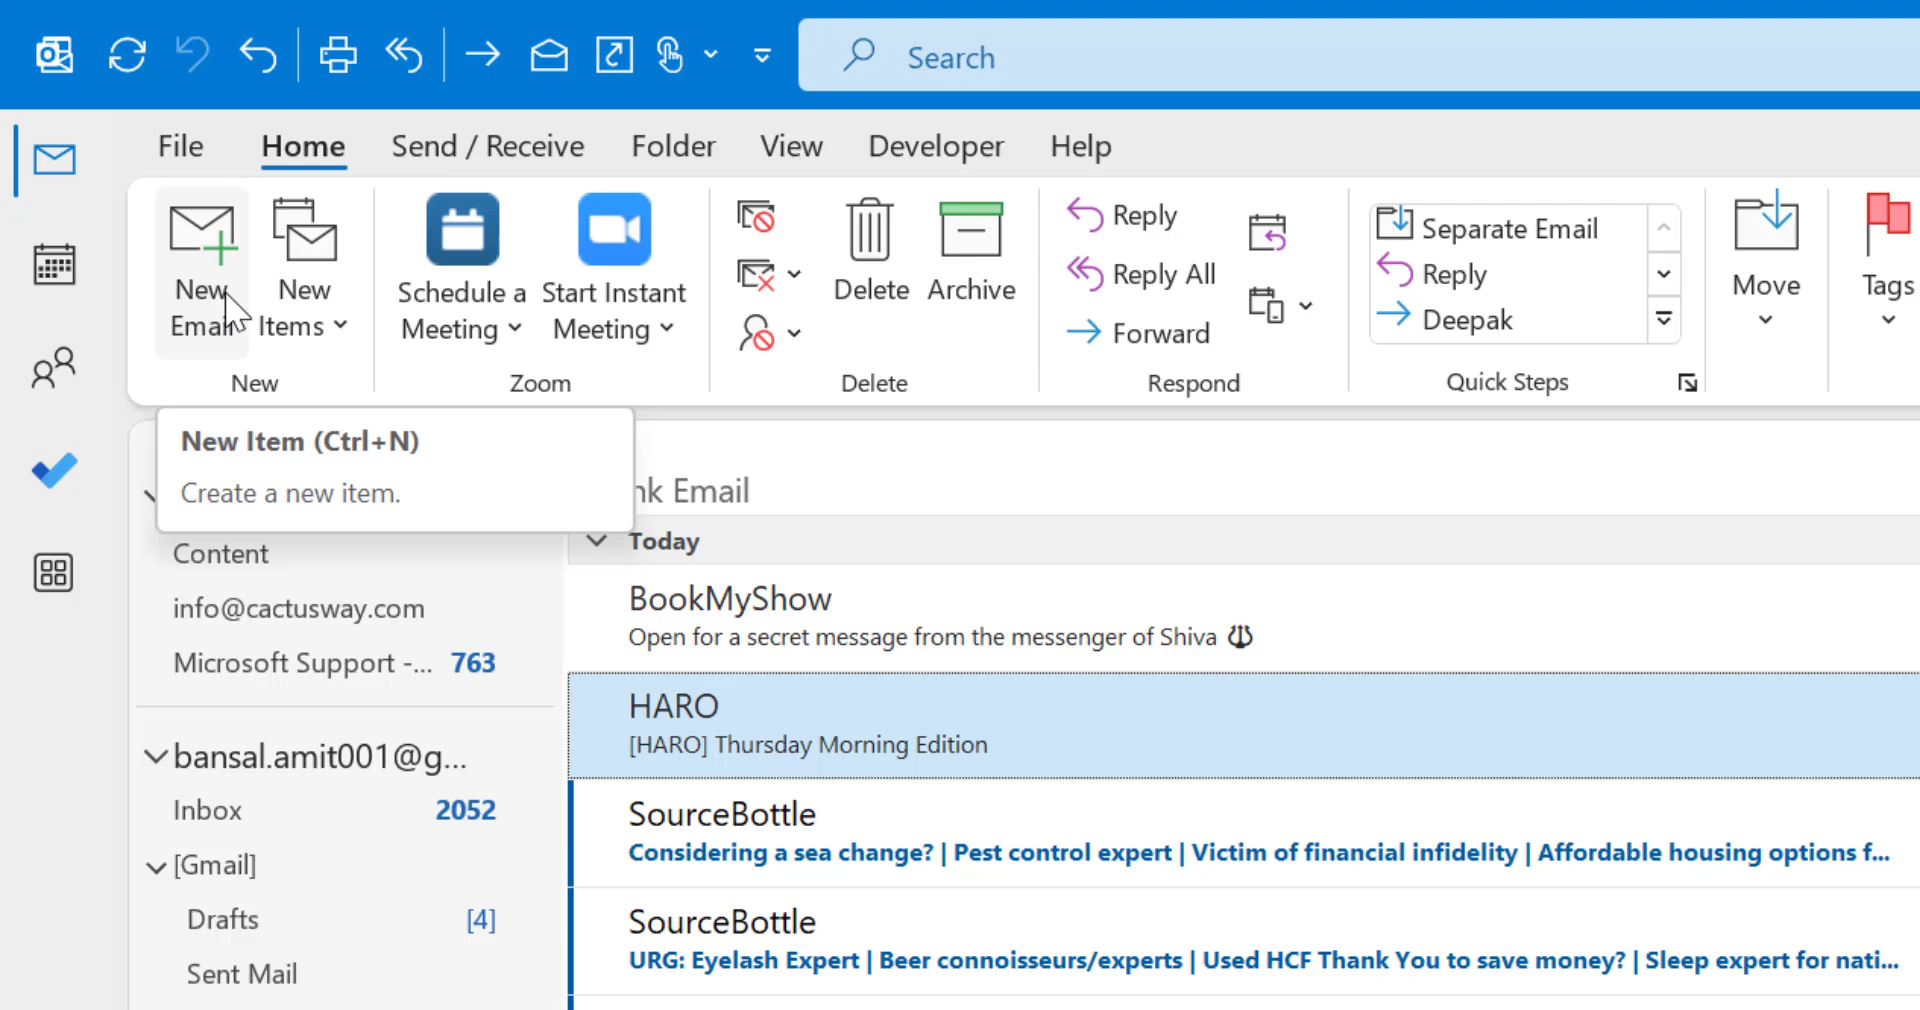 Search
File Home Send / Receive Folder View Developer Help
New Email
New Items
Schedule a Meeting
Start Instant Meeting
Delete
Archive
Reply
Reply All
Forward
Separate Email
Reply
Deepak
Move
Tags
New
Zoom
Delete
Respond
Quick Steps
New Item (Ctrl+N)
Create a new item.
Email
Content
info@cactusway.com
Microsoft Support -... 763
bansal.amit001@g...
Inbox 2052
[Gmail]
Drafts [4]
Sent Mail
Today
BookMyShow
Open for a secret message from the messenger of Shiva
HARO
[HARO] Thursday Morning Edition
SourceBottle
Considering a sea change? | Pest control expert | Victim of financial infidelity | Affordable housing options f...
SourceBottle
URG: Eyelash Expert | Beer connoisseurs/experts | Used HCF Thank You to save money? | Sleep expert for nati...